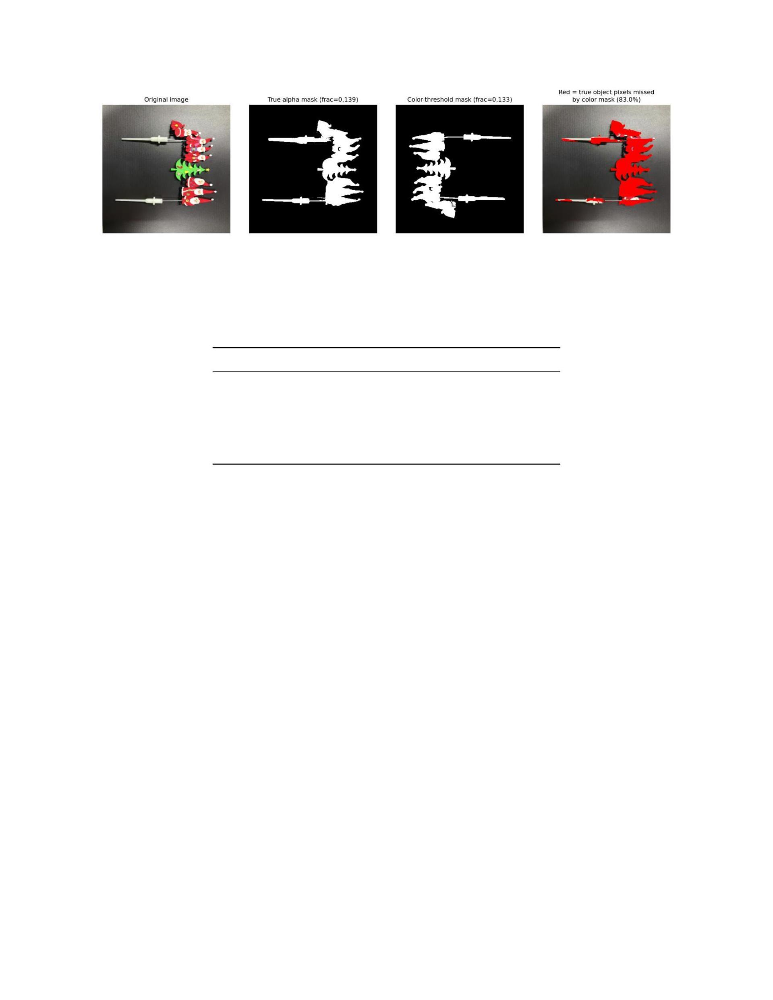 Original image
True alpha mask (frac=0.139)
Color-threshold mask (frac=0.133)
Red = true object pixels missed
by color mask (83.0%)